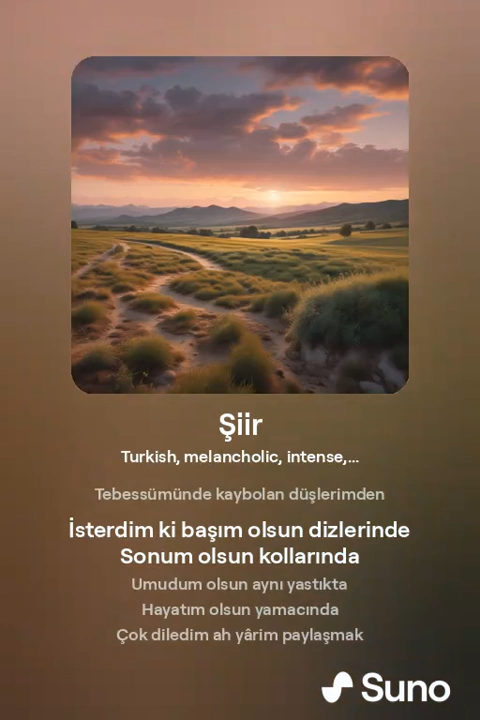 Şiir
Turkish, melancholic, intense,...
Tebessümünde kaybolan düşlerimden
İsterdim ki başım olsun dizlerinde
Sonum olsun kollarında
Umudum olsun aynı yastıkta
Hayatım olsun yamacında
Çok diledim ah yârim paylaşmak
Suno